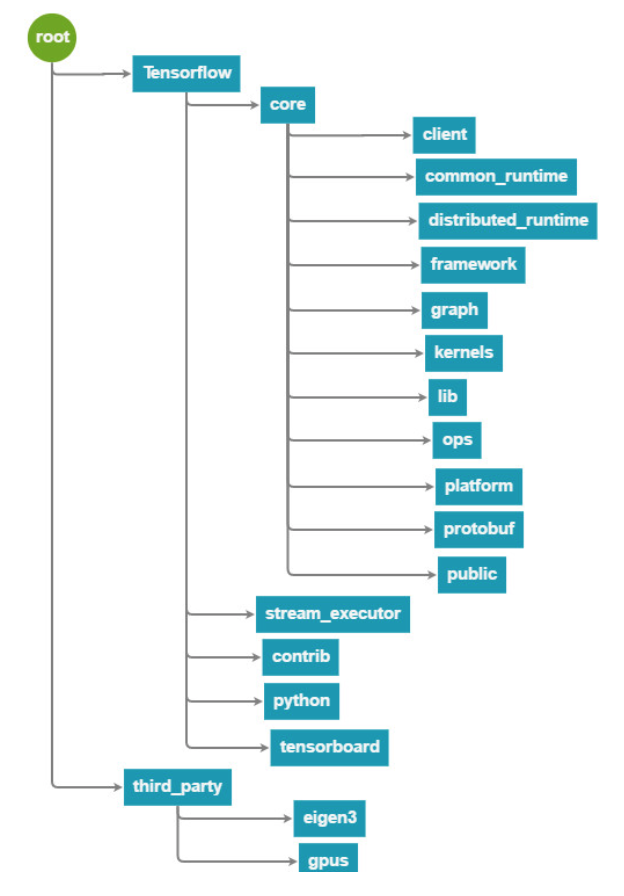 root
Tensorflow
core
client
common_runtime
distributed_runtime
framework
graph
kernels
lib
ops
platform
protobuf
public
stream_executor
contrib
python
tensorboard
third_party
eigen3
gpus